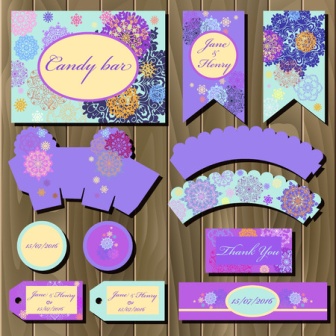 Candy bar
Jane
&
Henry
15/07/2016
Thank You
Jane & Henry
15/07/2016
Jane & Henry
15/07/2016
15/07/2016